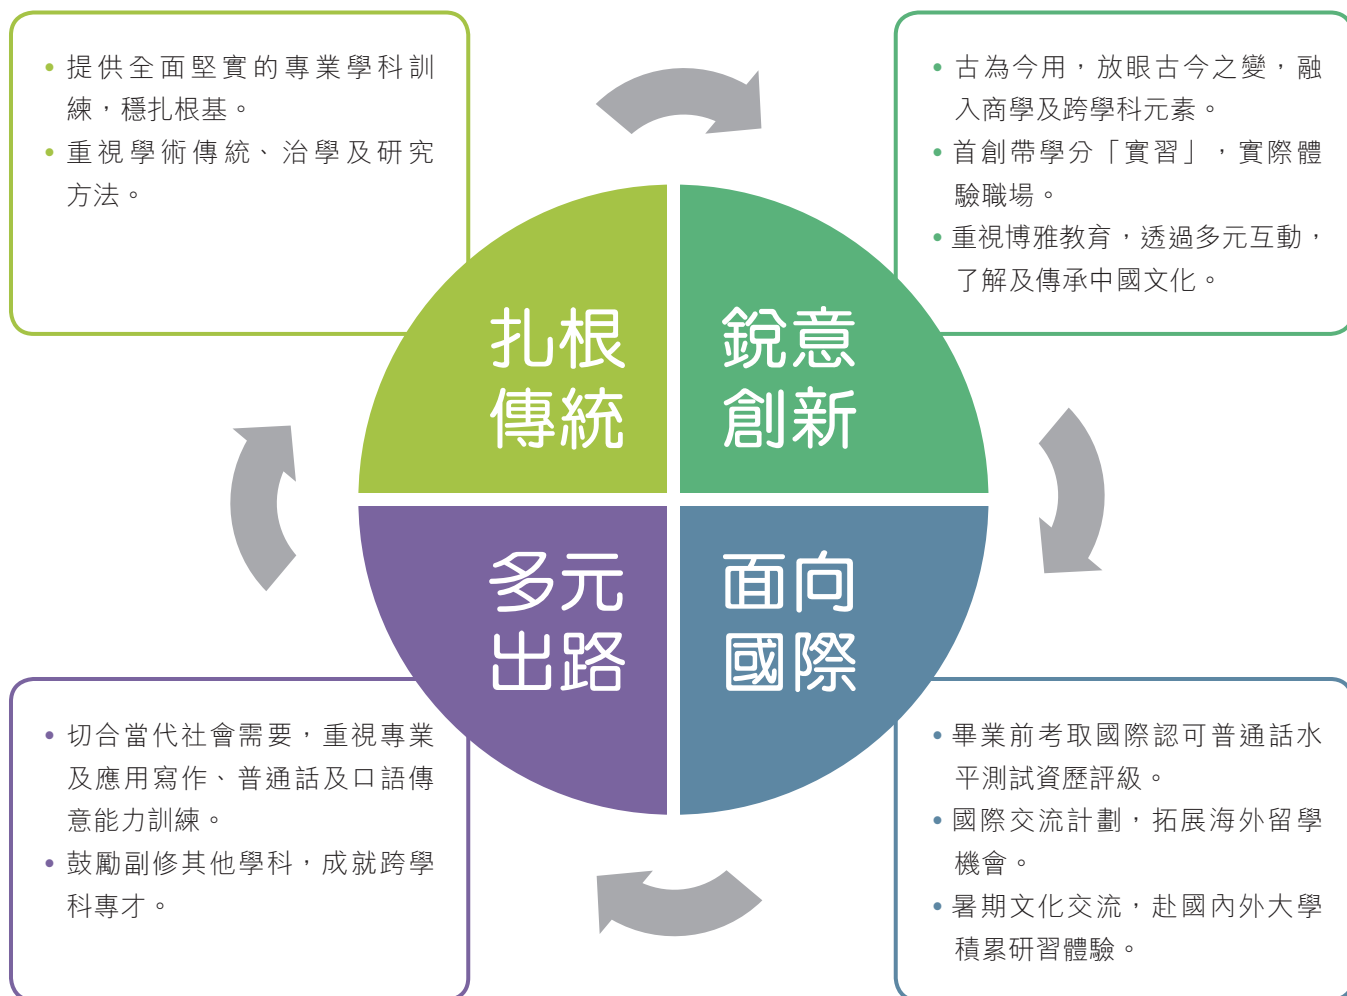 • 提供全面堅實的專業學科訓
練，穩扎根基。
• 重視學術傳統、治學及研究
方法。
• 古為今用，放眼古今之變，融
入商學及跨學科元素。
• 首創帶學分「實習」，實際體
驗職場。
• 重視博雅教育，透過多元互動，
了解及傳承中國文化。
扎根
傳統
銳意
創新
多元
出路
面向
國際
• 切合當代社會需要，重視專業
及應用寫作、普通話及口語傳
意能力訓練。
• 鼓勵副修其他學科，成就跨學
科專才。
• 畢業前考取國際認可普通話水
平測試資歷評級。
• 國際交流計劃，拓展海外留學
機會。
• 暑期文化交流，赴國內外大學
積累研習體驗。